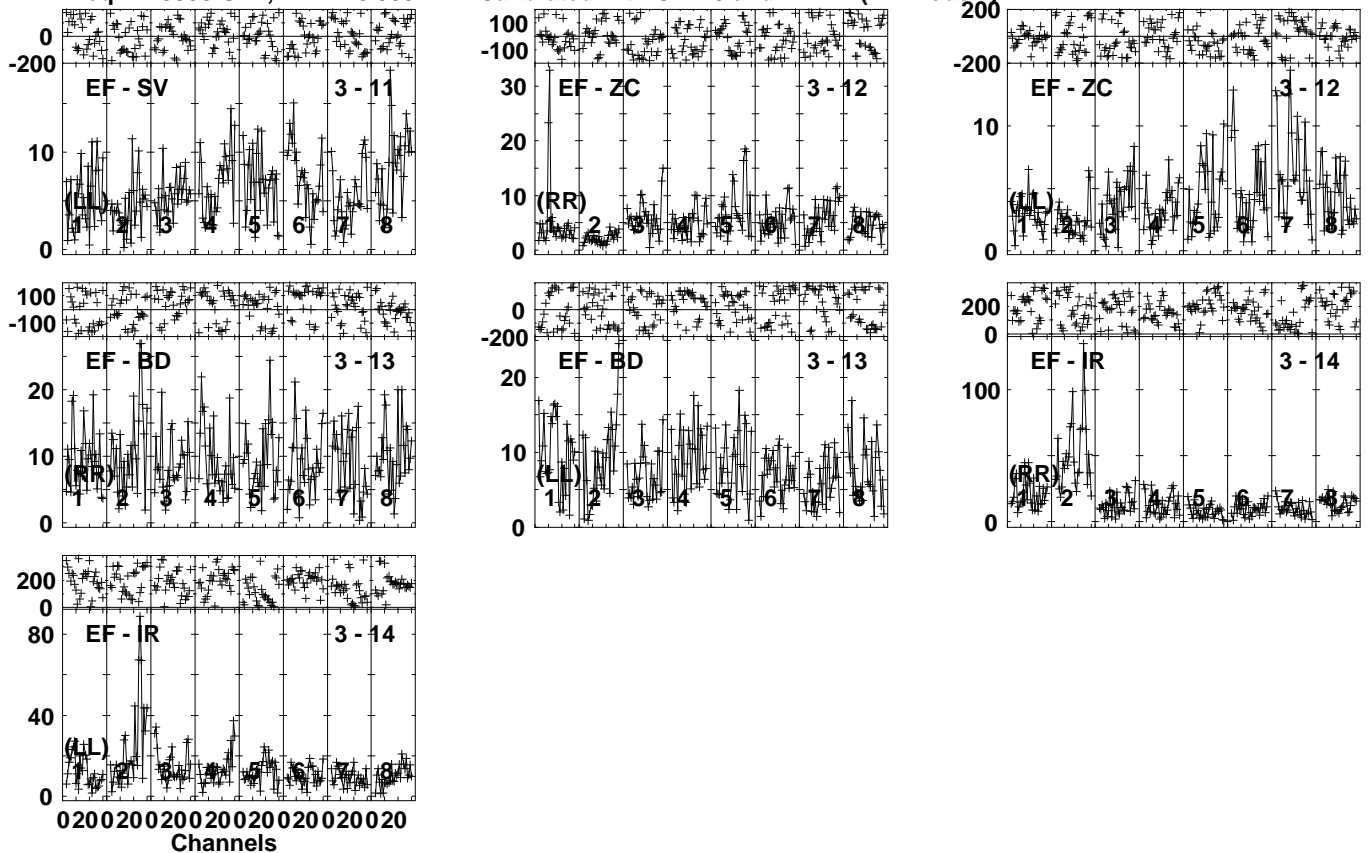 0
-200
EF - SV 3 - 11
10
0
(LL)
1 2 3 4 5 6 7 8
100
-100
EF - ZC 3 - 12
30
20
10
0
(RR)
1 2 3 4 5 6 7 8
200
-200
EF - ZC 3 - 12
10
0
(LL)
1 2 3 4 5 6 7 8
100
-100
EF - BD 3 - 13
20
10
0
(RR)
1 2 3 4 5 6 7 8
0
-200
EF - BD 3 - 13
20
10
0
(LL)
1 2 3 4 5 6 7 8
200
0
EF - IR 3 - 14
100
0
(RR)
1 2 3 4 5 6 7 8
200
0
EF - IR 3 - 14
80
40
0
(LL)
1 2 3 4 5 6 7 8
0 20 0 20 0 20 0 20 0 20 0 20 0 20 0 20
Channels